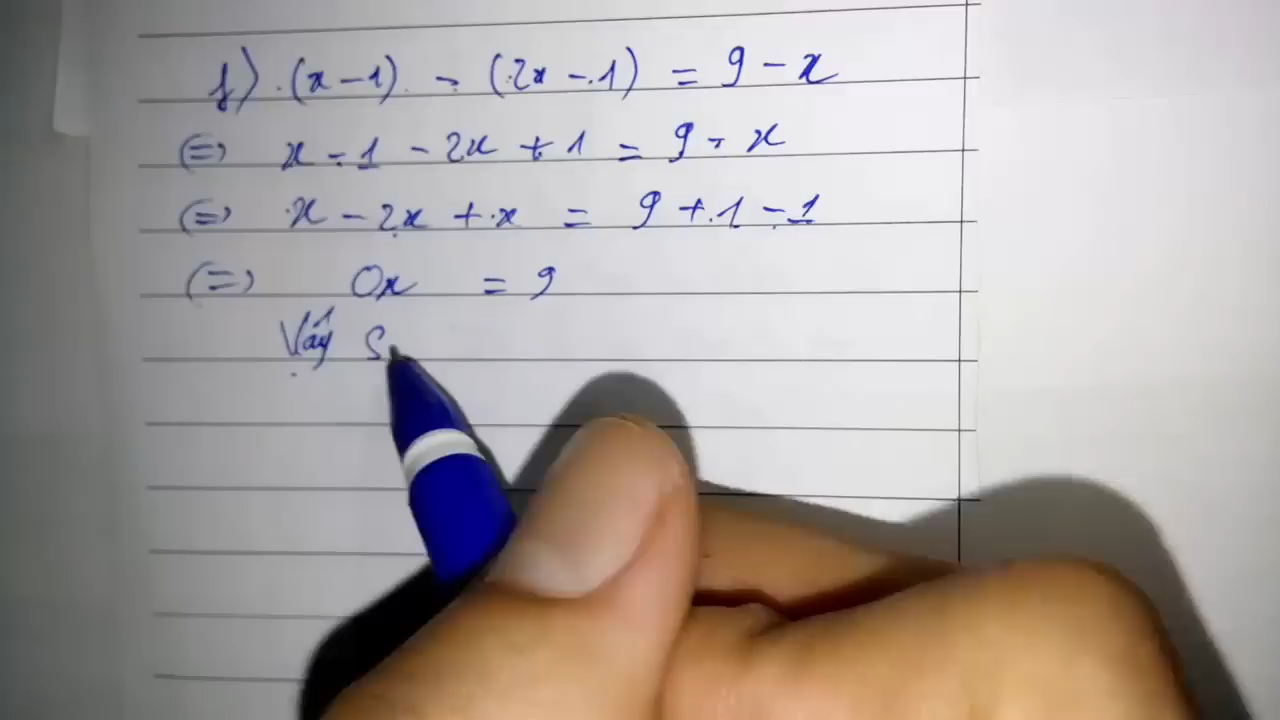 f) (x-1) - (2x-1) = 9-x
(=) x-1-2x+1 = 9-x
(=) x-2x+x = 9+1-1
(=) 0x = 9
Vậy S